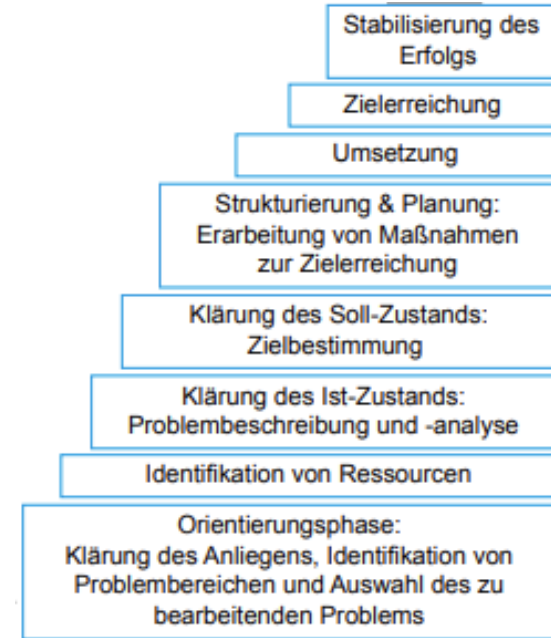 Stabilisierung des
Erfolgs
Zielerreichung
Umsetzung
Strukturierung & Planung:
Erarbeitung von Maßnahmen
zur Zielerreichung
Klärung des Soll-Zustands:
Zielbestimmung
Klärung des Ist-Zustands:
Problembeschreibung und -analyse
Identifikation von Ressourcen
Orientierungsphase:
Klärung des Anliegens, Identifikation von
Problembereichen und Auswahl des zu
bearbeitenden Problems